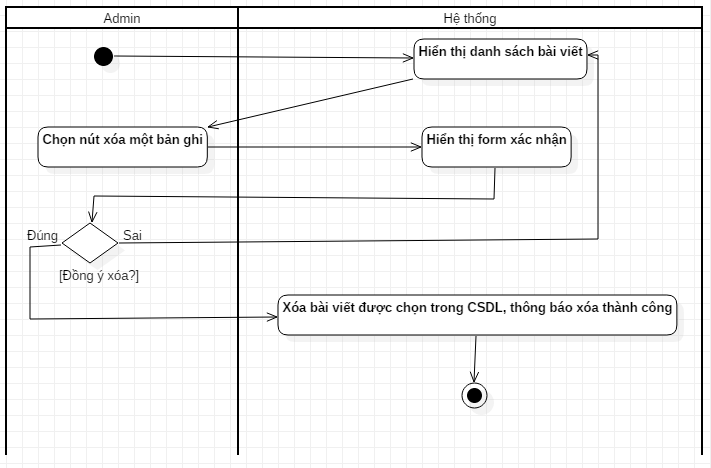 Admin
Hệ thống
Hiển thị danh sách bài viết
Chọn nút xóa một bản ghi
Hiển thị form xác nhận
Đúng
Sai
[Đồng ý xóa?]
Xóa bài viết được chọn trong CSDL, thông báo xóa thành công